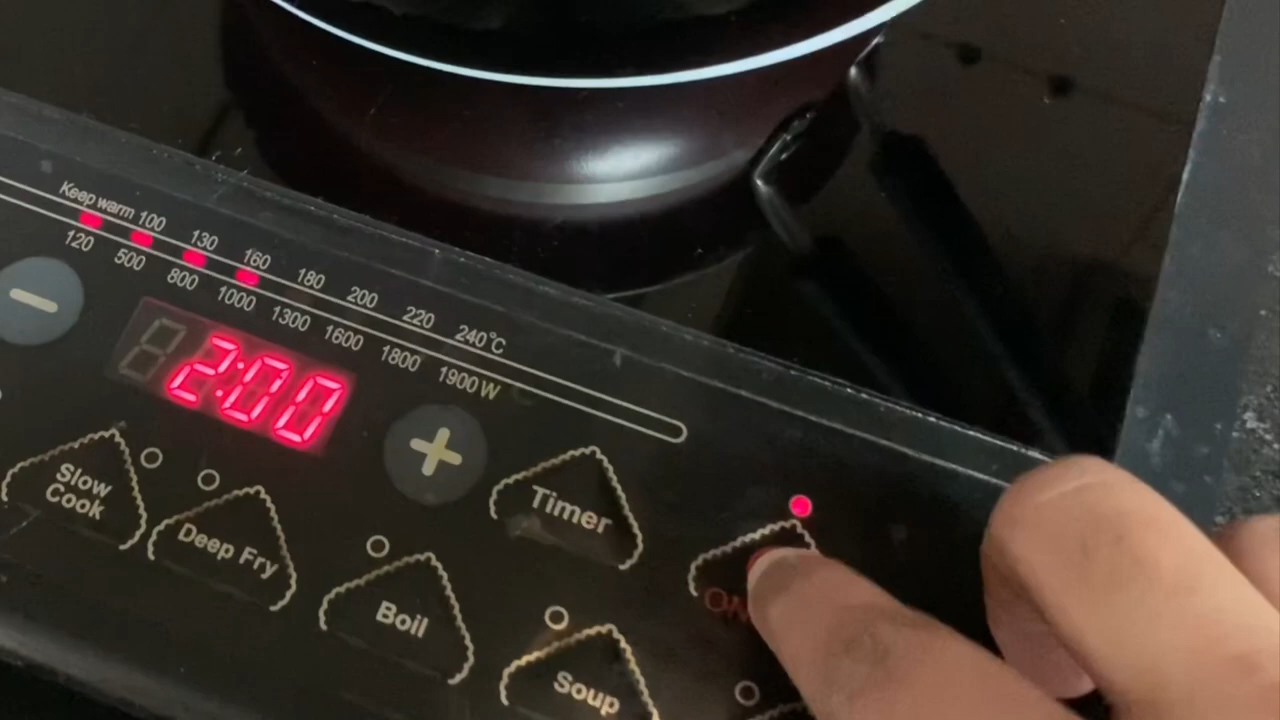 Keep warm 100 130 160 180 200 220 240°C
120 500 800 1000 1300 1600 1800 1900W
2:00
Slow
Cook
Deep Fry
Boil
Timer
Soup